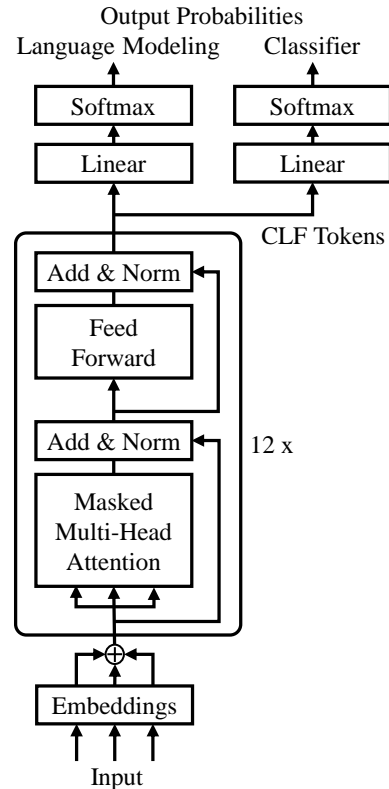 Output Probabilities
Language Modeling
Classifier
Softmax
Softmax
Linear
Linear
CLF Tokens
Add & Norm
Feed
Forward
Add & Norm
12 x
Masked
Multi-Head
Attention
Embeddings
Input